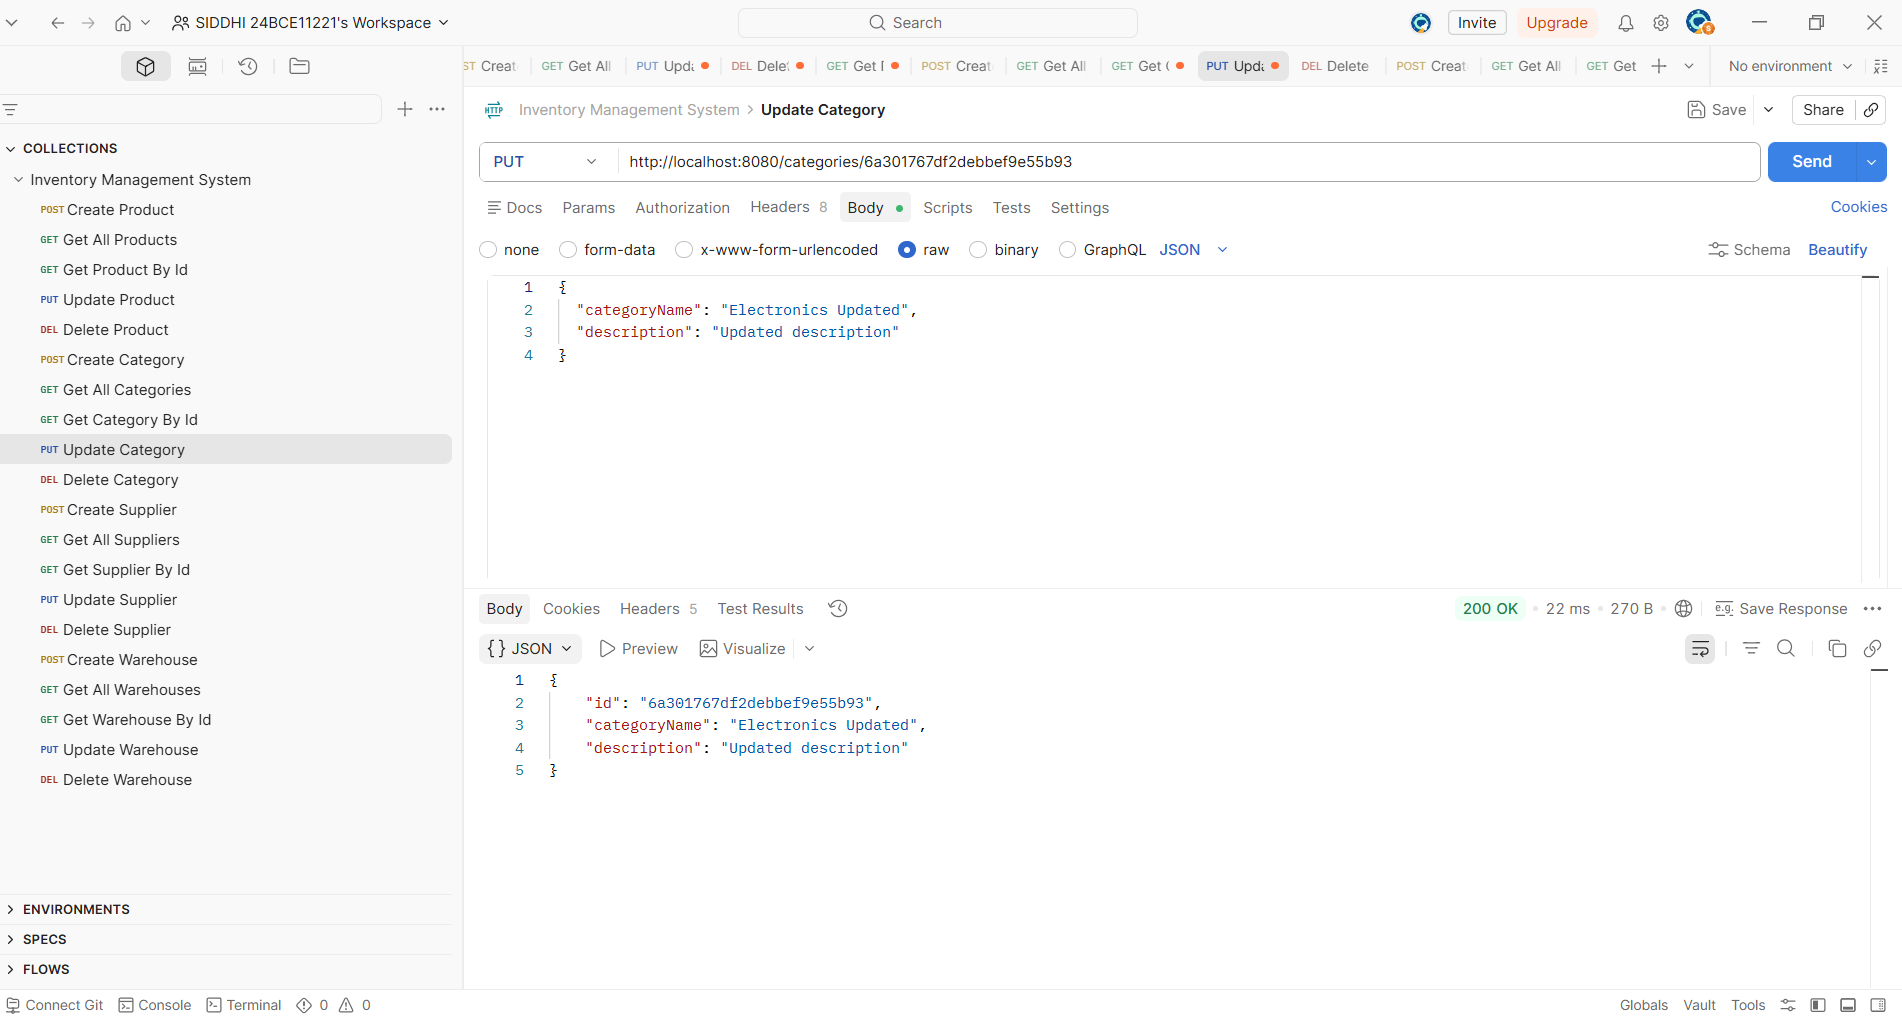 SIDDHI 24BCE11221's Workspace
Search
Invite
Upgrade
ST Creat
GET Get All
PUT Upda
DEL Dele
GET Get
POST Creat
GET Get All
GET Get
PUT Upda
DEL Delete
POST Creat
GET Get All
GET Get
No environment
HTTP Inventory Management System > Update Category
Save
Share
COLLECTIONS
Inventory Management System
POST Create Product
GET Get All Products
GET Get Product By Id
PUT Update Product
DEL Delete Product
POST Create Category
GET Get All Categories
GET Get Category By Id
PUT Update Category
DEL Delete Category
POST Create Supplier
GET Get All Suppliers
GET Get Supplier By Id
PUT Update Supplier
DEL Delete Supplier
POST Create Warehouse
GET Get All Warehouses
GET Get Warehouse By Id
PUT Update Warehouse
DEL Delete Warehouse
ENVIRONMENTS
SPECS
FLOWS
PUT
http://localhost:8080/categories/6a301767df2debbef9e55b93
Send
Docs Params Authorization Headers 8 Body Scripts Tests Settings
Cookies
none form-data x-www-form-urlencoded raw binary GraphQL JSON
Schema Beautify
1 {
2 "categoryName": "Electronics Updated",
3 "description": "Updated description"
4 }
Body Cookies Headers 5 Test Results
200 OK • 22 ms • 270 B
e.g. Save Response
{} JSON Preview Visualize
1 {
2 "id": "6a301767df2debbef9e55b93",
3 "categoryName": "Electronics Updated",
4 "description": "Updated description"
5 }
Connect Git Console Terminal 0 0
Globals Vault Tools